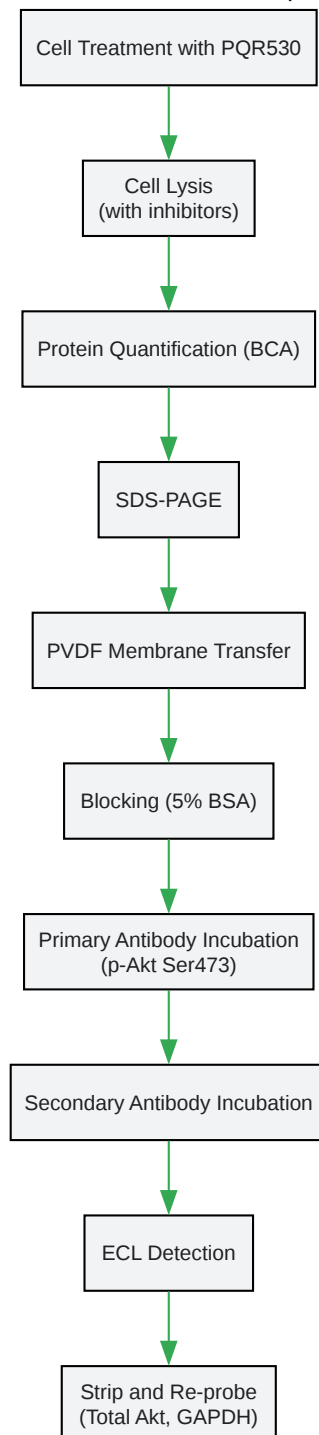 Cell Treatment with PQR530
Cell Lysis
(with inhibitors)
Protein Quantification (BCA)
SDS-PAGE
PVDF Membrane Transfer
Blocking (5% BSA)
Primary Antibody Incubation
(p-Akt Ser473)
Secondary Antibody Incubation
ECL Detection
Strip and Re-probe
(Total Akt, GAPDH)